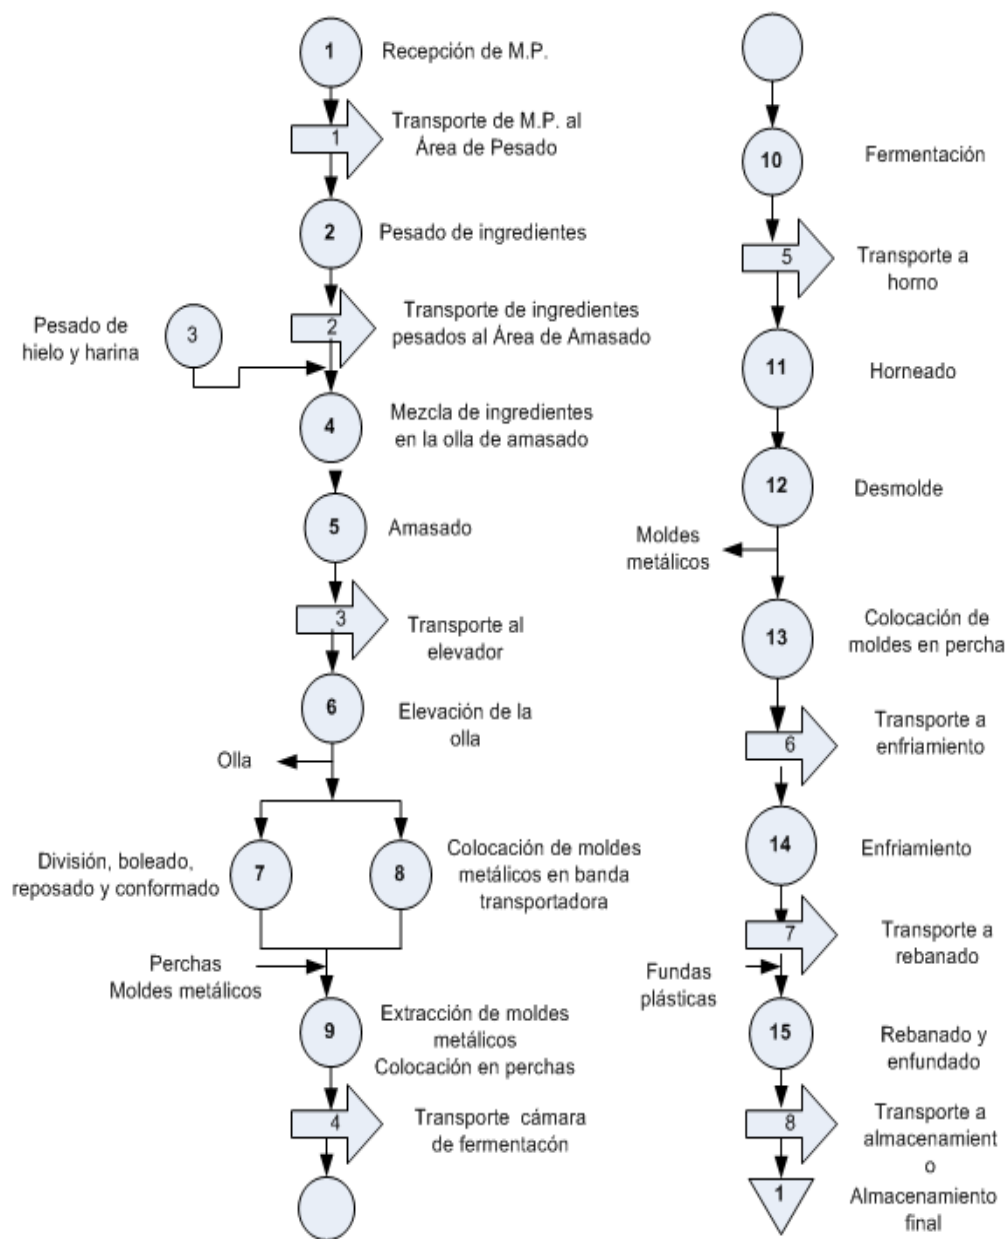 1
Recepción de M.P.
1
Transporte de M.P. al
Área de Pesado
2
Pesado de ingredientes
2
Transporte de ingredientes
pesados al Área de Amasado
Pesado de
hielo y harina
3
4
Mezcla de ingredientes
en la olla de amasado
5
Amasado
3
Transporte al
elevador
6
Elevación de la
olla
Olla
División, boleado,
reposado y conformado
7
8
Colocación de moldes
metálicos en banda
transportadora
Perchas
Moldes metálicos
9
Extracción de moldes
metálicos
Colocación en perchas
4
Transporte cámara
de fermentacón
10
Fermentación
5
Transporte a
horno
11
Horneado
12
Desmolde
Moldes
metálicos
13
Colocación de
moldes en percha
6
Transporte a
enfriamiento
14
Enfriamiento
7
Transporte a
rebanado
Fundas
plásticas
15
Rebanado y
enfundado
8
Transporte a
almacenamient
o
1
Almacenamiento
final